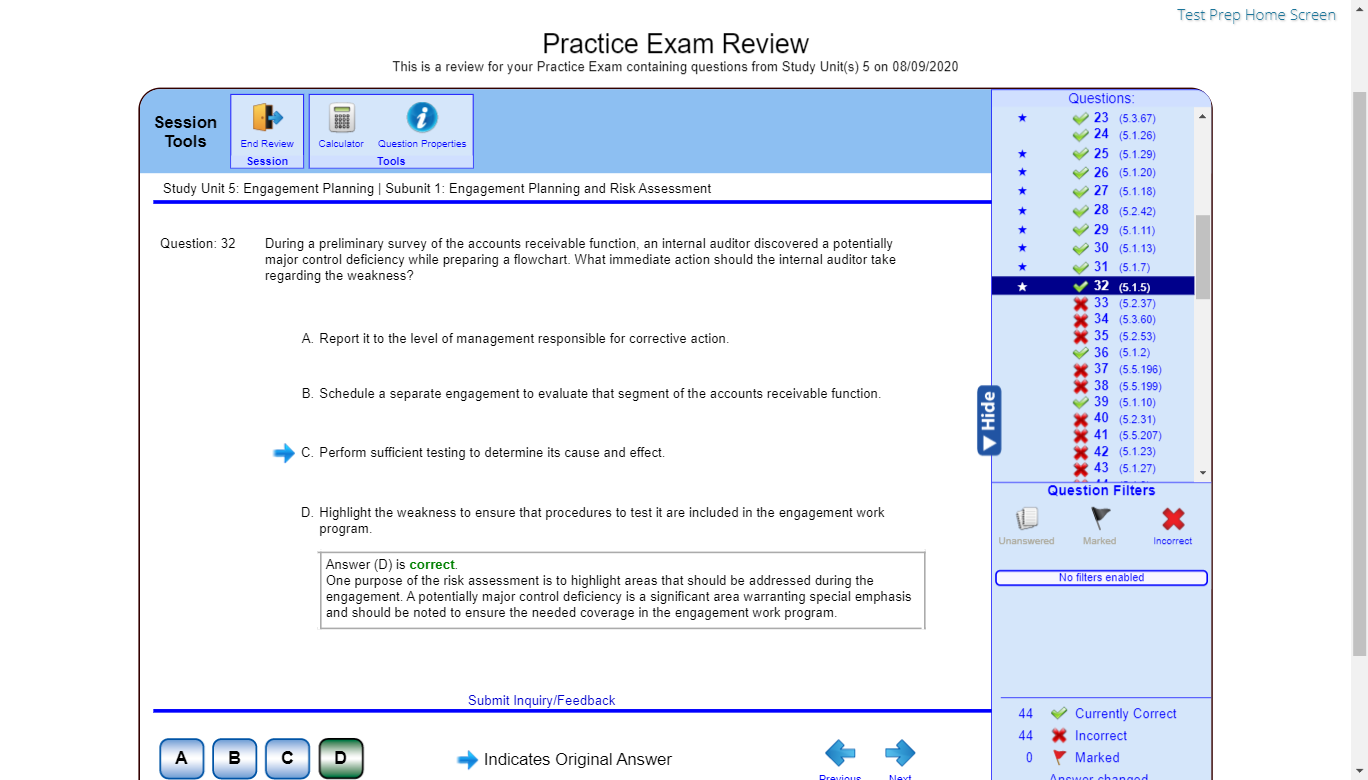 Test Prep Home Screen
Practice Exam Review
This is a review for your Practice Exam containing questions from Study Unit(s) 5 on 08/09/2020
Session
Tools
End Review
Session
Calculator
Question Properties
Tools
Study Unit 5: Engagement Planning | Subunit 1: Engagement Planning and Risk Assessment
Question: 32
During a preliminary survey of the accounts receivable function, an internal auditor discovered a potentially
major control deficiency while preparing a flowchart. What immediate action should the internal auditor take
regarding the weakness?
A. Report it to the level of management responsible for corrective action.
B. Schedule a separate engagement to evaluate that segment of the accounts receivable function.
C. Perform sufficient testing to determine its cause and effect.
D. Highlight the weakness to ensure that procedures to test it are included in the engagement work
program.
Answer (D) is correct.
One purpose of the risk assessment is to highlight areas that should be addressed during the
engagement. A potentially major control deficiency is a significant area warranting special emphasis
and should be noted to ensure the needed coverage in the engagement work program.
Submit Inquiry/Feedback
A B C D
Indicates Original Answer
Previous
Next
Questions:
23 (5.3.67)
24 (5.1.26)
25 (5.1.29)
26 (5.1.20)
27 (5.1.18)
28 (5.2.42)
29 (5.1.11)
30 (5.1.13)
31 (5.1.7)
32 (5.1.5)
33 (5.2.37)
34 (5.3.60)
35 (5.2.53)
36 (5.1.2)
37 (5.5.196)
38 (5.5.199)
39 (5.1.10)
40 (5.2.31)
41 (5.5.207)
42 (5.1.23)
43 (5.1.27)
Hide
Question Filters
Unanswered
Marked
Incorrect
No filters enabled
44 Currently Correct
44 Incorrect
0 Marked
Answer changed